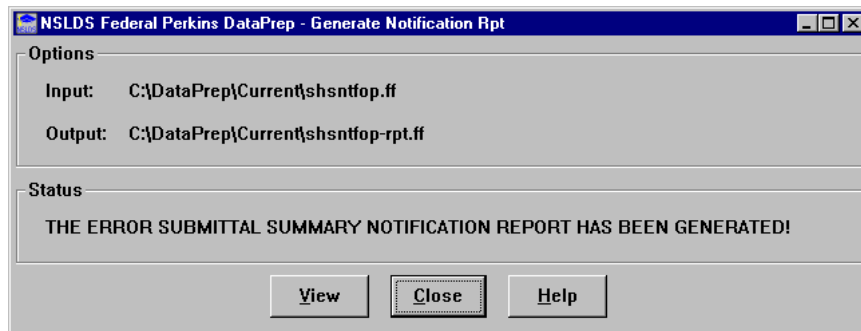 NSLDS Federal Perkins DataPrep - Generate Notification Rpt
Options
Input: C:\DataPrep\Current\shsntfop.ff
Output: C:\DataPrep\Current\shsntfop-rpt.ff
Status
THE ERROR SUBMITTAL SUMMARY NOTIFICATION REPORT HAS BEEN GENERATED!
View Close Help